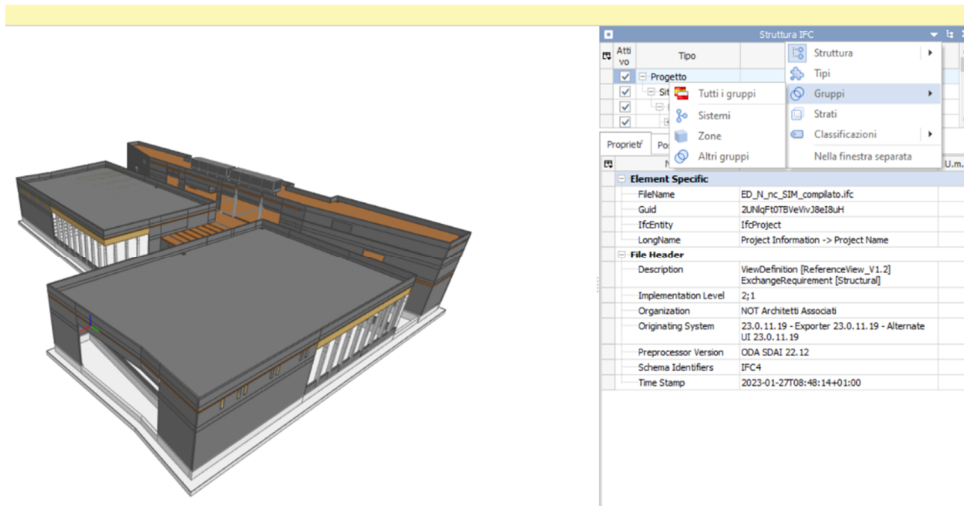 Struttura IFC
Atti vo
Tipo
Progetto
Sit
Struttura
Tipi
Gruppi
Strati
Classificazioni
Nella finestra separata
Tutti i gruppi
Sistemi
Zone
Altri gruppi
Propriet
U.m.
Element Specific
FileName ED_N_nc_SIM_compilato.ifc
Guid 2UNlqFt0TBVeVivJ8eI8uH
IfcEntity IfcProject
LongName Project Information -> Project Name
File Header
Description ViewDefinition [ReferenceView_V1.2]
ExchangeRequirement [Structural]
Implementation Level 2;1
Organization NOT Architetti Associati
Originating System 23.0.11.19 - Exporter 23.0.11.19 - Alternate
UI 23.0.11.19
Preprocessor Version ODA SDAI 22.12
Schema Identifiers IFC4
Time Stamp 2023-01-27T08:48:14+01:00